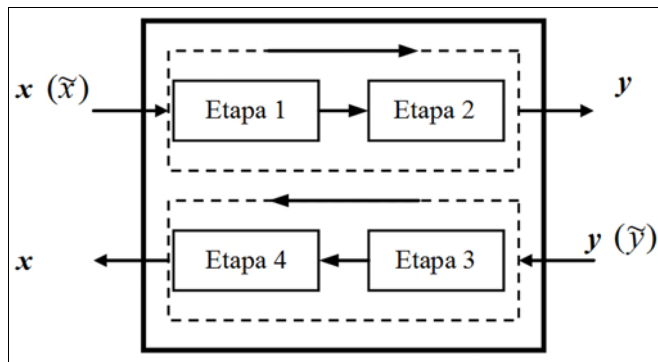 x (x̃)
Etapa 1
Etapa 2
y
x
Etapa 4
Etapa 3
y (ỹ)